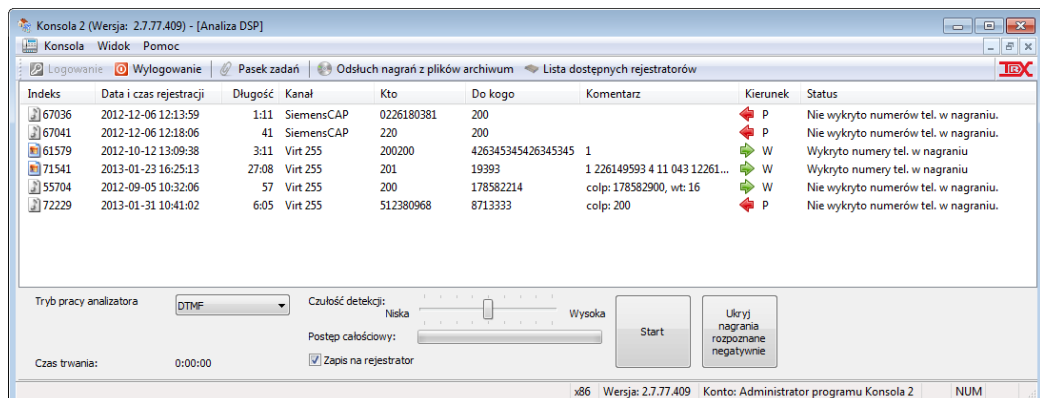 Konsola 2 (Wersja: 2.7.77.409) - [Analiza DSP]
Konsola Widok Pomoc
Logowanie Wylogowanie Pasek zadań Odsłuch nagrań z plików archiwum Lista dostępnych rejestratorów TRX
Indeks Data i czas rejestracji Długość Kanał Kto Do kogo Komentarz Kierunek Status
67036 2012-12-06 12:13:59 1:11 SiemensCAP 0226180381 200 P Nie wykryto numerów tel. w nagraniu.
67041 2012-12-06 12:18:06 41 SiemensCAP 220 200 P Nie wykryto numerów tel. w nagraniu.
61579 2012-10-12 13:09:38 3:11 Virt 255 200200 426345345426345345 1 W Wykryto numery tel. w nagraniu
71541 2013-01-23 16:25:13 27:08 Virt 255 201 19393 1 226149593 4 11 043 12261... W Wykryto numery tel. w nagraniu
55704 2012-09-05 10:32:06 57 Virt 255 200 178582214 colp: 178582900, wt: 16 W Nie wykryto numerów tel. w nagraniu.
72229 2013-01-31 10:41:02 6:05 Virt 255 512380968 8713333 colp: 200 P Nie wykryto numerów tel. w nagraniu.
Tryb pracy analizatora DTMF Czułość detekcji:
Niska Wysoka
Postęp całościowy:
Czas trwania: 0:00:00 Zapis na rejestrator
Start
Ukryj
nagrania
rozpoznane
negatywnie
x86 Wersja: 2.7.77.409 Konto: Administrator programu Konsola 2 NUM